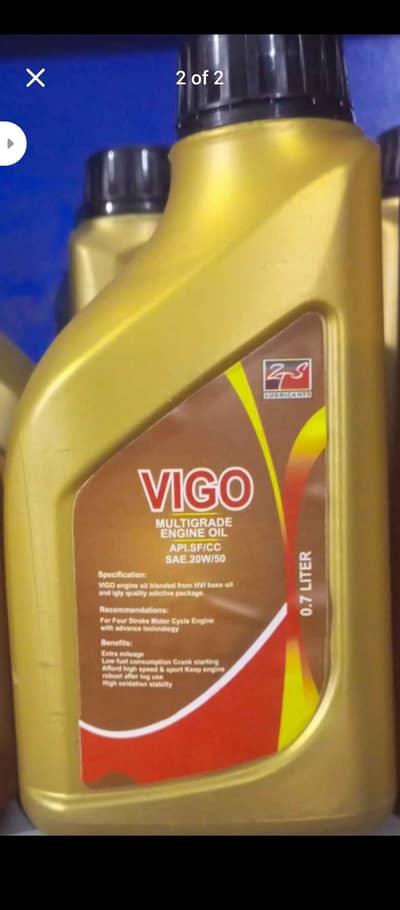 2 of 2
ZTS
LUBRICANTS
VIGO
MULTIGRADE
ENGINE OIL
API.SF/CC
SAE.20W/50
0.7 LITER
Specification:
VIGO engine oil blended from HVI base oil
and igly quality adictive package.
Recommendations:
For Four Stroke Motor Cycle Engine
with advance technology
Benefits:
Extra mileage
Low fuel consumption Crank starting
Afford high speed & sport Keep engine
robust after log use
High oxidation stability